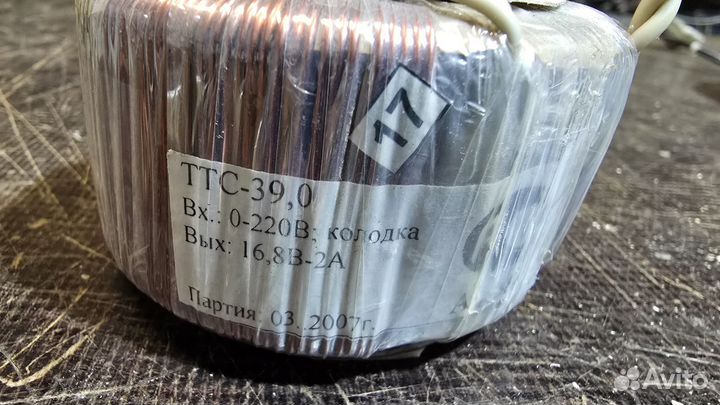 17
ТТС-39,0
Вх.: 0-220В; колодка
Вых: 16,8В-2А
Партия: 03..2007г.
Avito